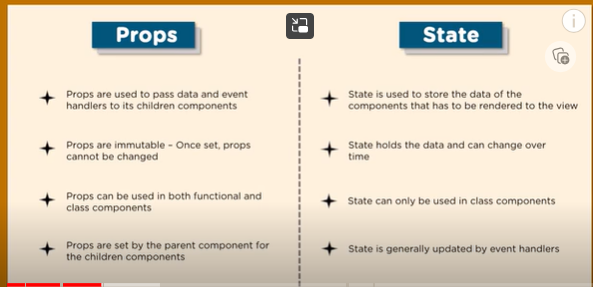 Props
State
Props are used to pass data and event
handlers to its children components
Props are immutable - Once set, props
cannot be changed
Props can be used in both functional and
class components
Props are set by the parent component for
the children components
State is used to store the data of the
components that has to be rendered to the view
State holds the data and can change over
time
State can only be used in class components
State is generally updated by event handlers